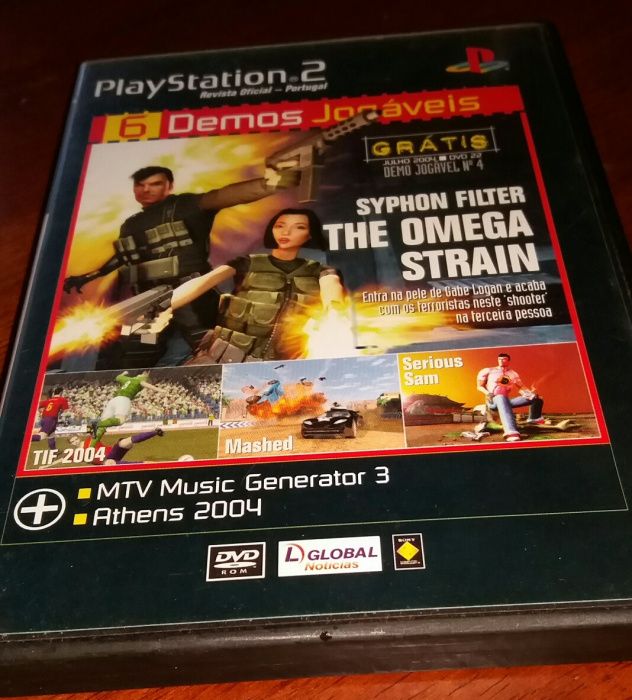 PlayStation®2
Revista Oficial - Portugal
6 Demos Jogáveis
GRÁTIS
JULHO 2004 ■ DVD 22
DEMO JOGÁVEL Nº 4
SYPHON FILTER
THE OMEGA
STRAIN
Entra na pele de Gabe Logan e acaba
com os terroristas neste 'shooter'
na terceira pessoa
TIF 2004
Mashed
Serious
Sam
MTV Music Generator 3
Athens 2004
DVD
ROM
GLOBAL
Notícias
SONY